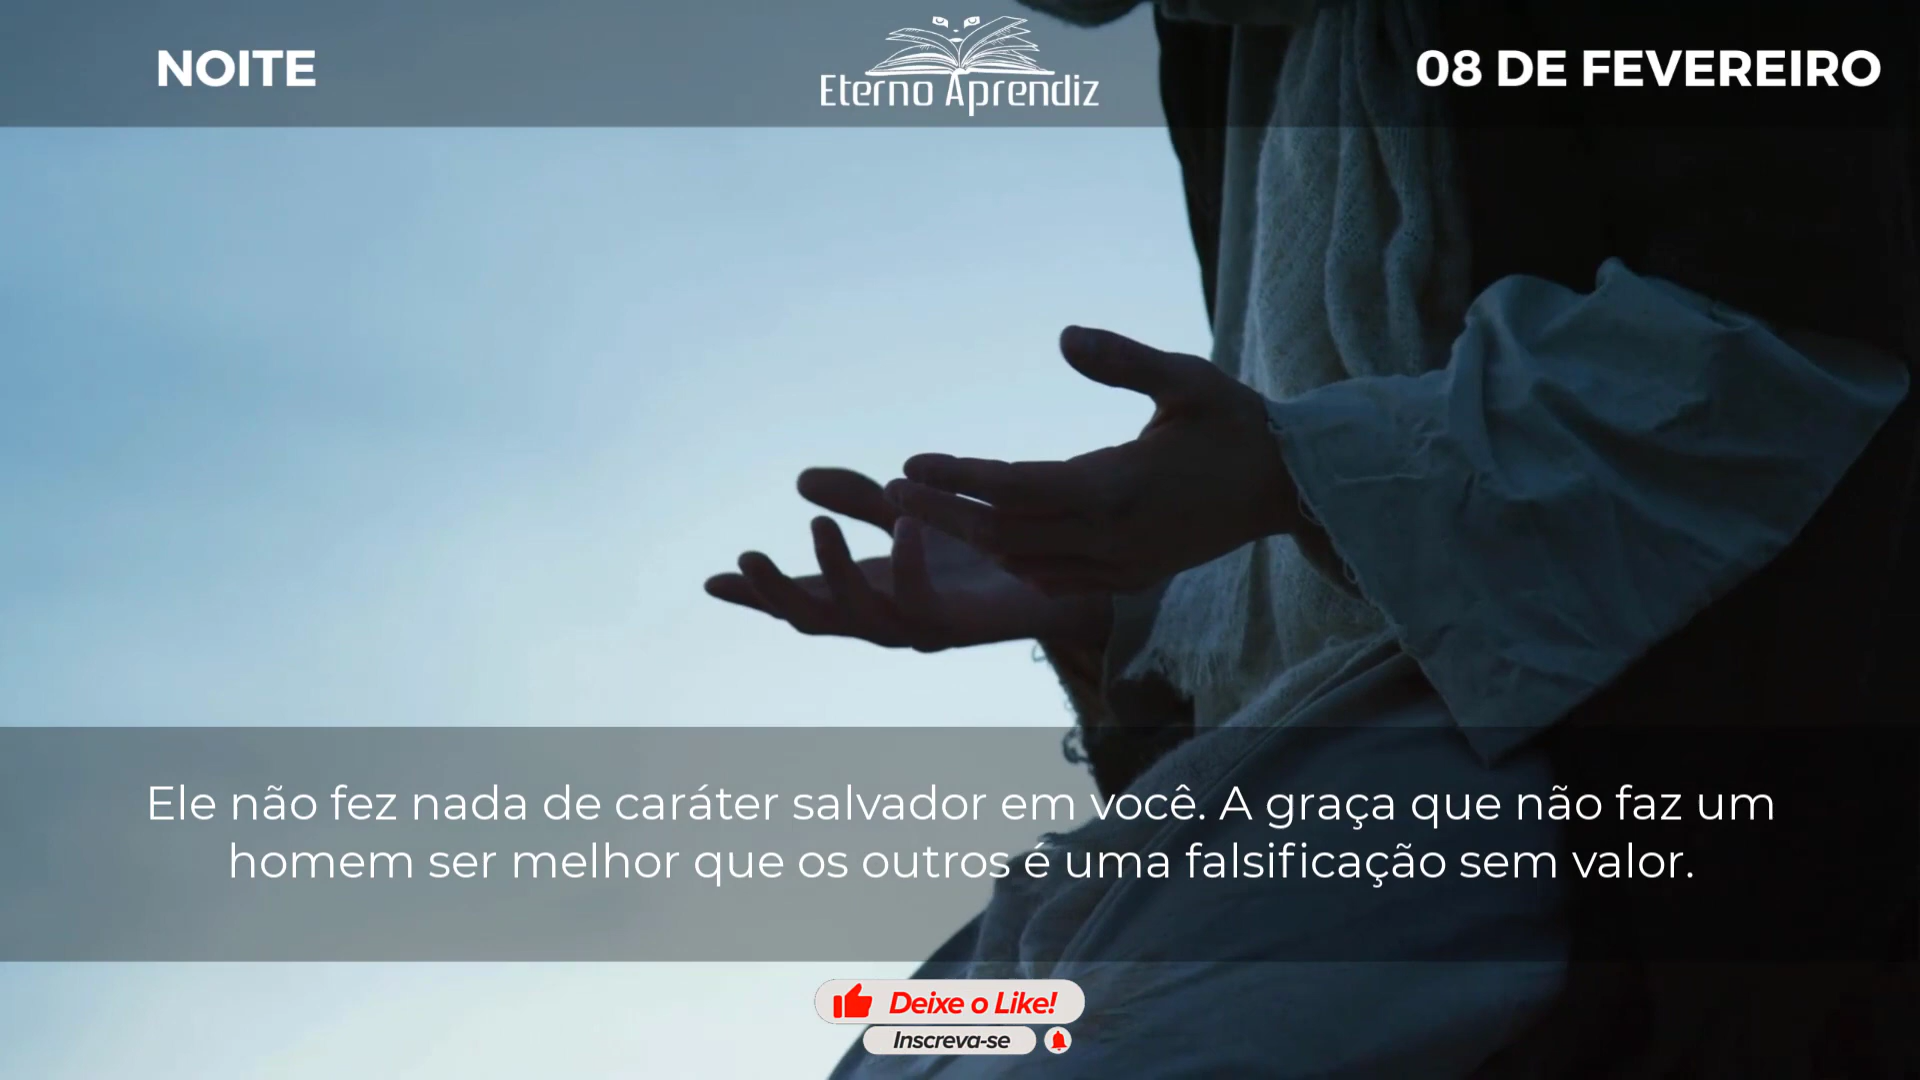 NOITE
Eterno Aprendiz
08 DE FEVEREIRO
Ele não fez nada de caráter salvador em você. A graça que não faz um
homem ser melhor que os outros é uma falsificação sem valor.
Deixe o Like!
Inscreva-se